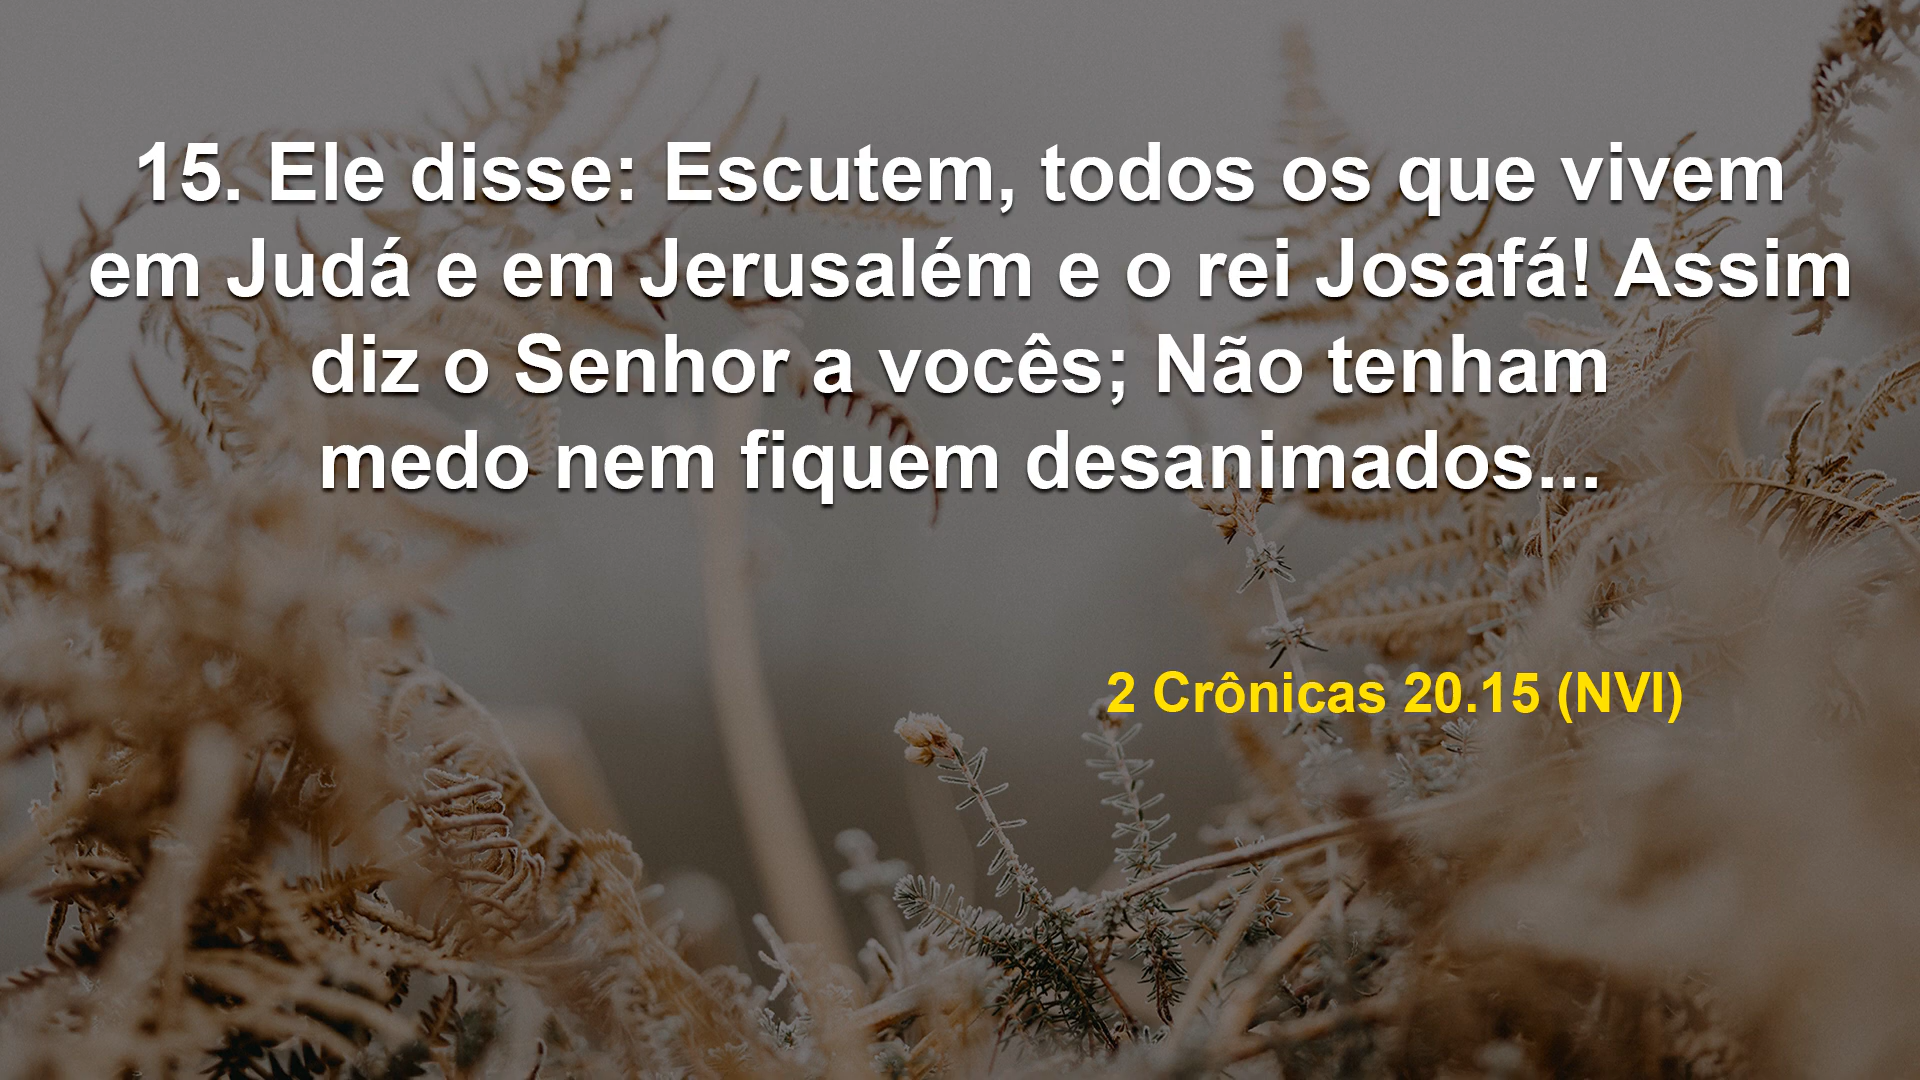 15. Ele disse: Escutem, todos os que vivem
em Judá e em Jerusalém e o rei Josafá! Assim
diz o Senhor a vocês; Não tenham
medo nem fiquem desanimados...
2 Crônicas 20.15 (NVI)